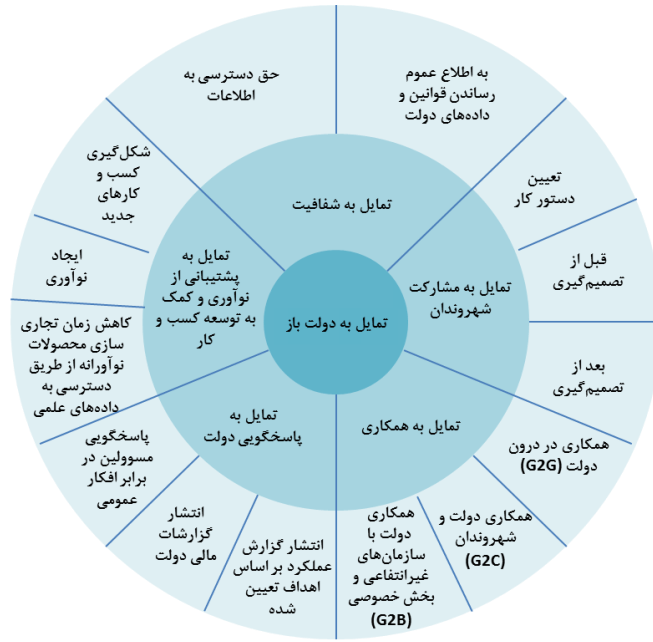 تمایل به دولت باز
تمایل به شفافیت
تمایل به مشارکت
شهروندان
تمایل به همکاری
تمایل به
پاسخگویی دولت
تمایل به
پشتیبانی از
نوآوری و کمک
به توسعه کسب و
کار
به اطلاع عموم
رساندن قوانین و
داده‌های دولت
تعیین
دستور کار
قبل از
تصمیم‌گیری
بعد از
تصمیم‌گیری
همکاری در درون
دولت (G2G)
همکاری دولت و
شهروندان
(G2C)
همکاری
دولت با
سازمان‌های
غیرانتفاعی و
بخش خصوصی
(G2B)
انتشار گزارش
عملکرد بر اساس
اهداف تعیین
شده
انتشار
گزارشات
مالی دولت
پاسخگویی
مسوولین در
برابر افکار
عمومی
کاهش زمان تجاری
سازی محصولات
نوآورانه از طریق
دسترسی به
داده‌های علمی
ایجاد
نوآوری
شکل‌گیری
کسب و
کارهای
جدید
حق دسترسی به
اطلاعات